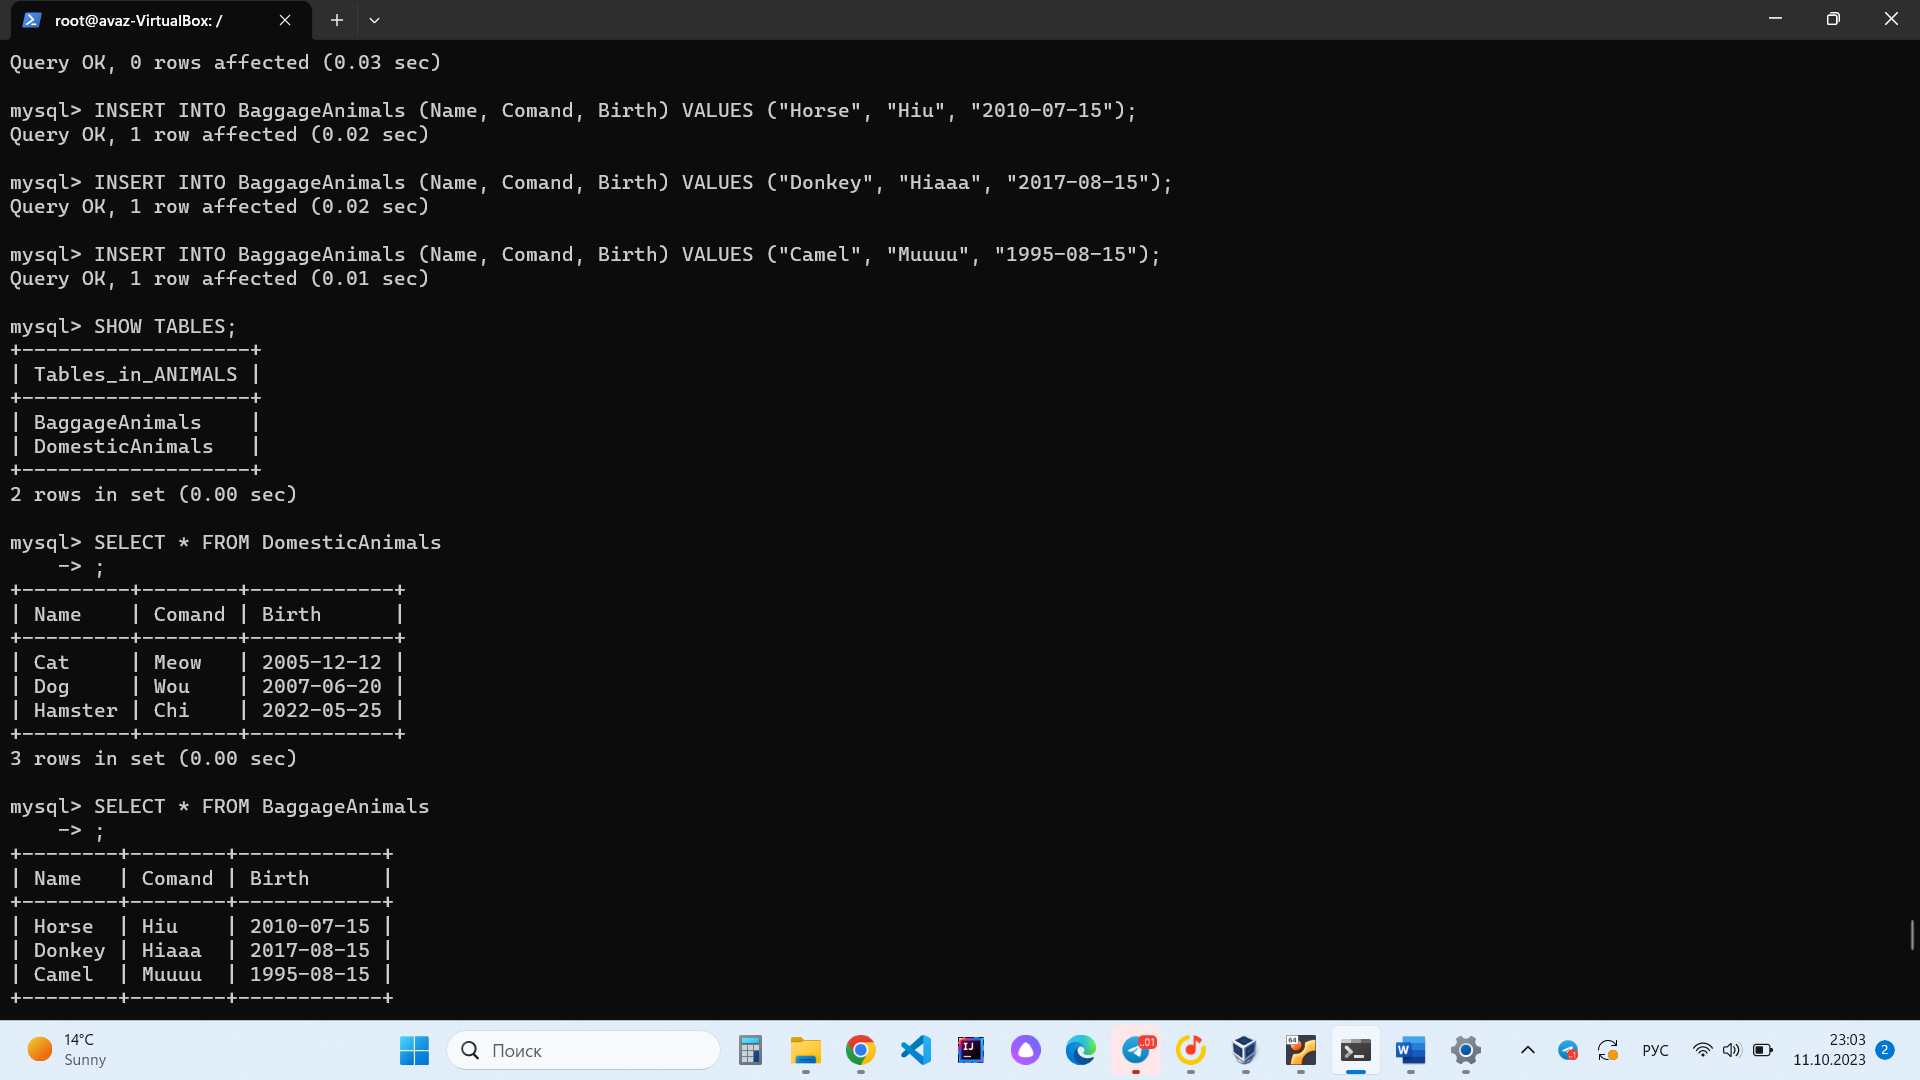 root@avaz-VirtualBox: /
Query OK, 0 rows affected (0.03 sec)
mysql> INSERT INTO BaggageAnimals (Name, Comand, Birth) VALUES ("Horse", "Hiu", "2010-07-15");
Query OK, 1 row affected (0.02 sec)
mysql> INSERT INTO BaggageAnimals (Name, Comand, Birth) VALUES ("Donkey", "Hiaaa", "2017-08-15");
Query OK, 1 row affected (0.02 sec)
mysql> INSERT INTO BaggageAnimals (Name, Comand, Birth) VALUES ("Camel", "Muuuu", "1995-08-15");
Query OK, 1 row affected (0.01 sec)
mysql> SHOW TABLES;
+-------------------+
| Tables_in_ANIMALS |
+-------------------+
| BaggageAnimals    |
| DomesticAnimals   |
+-------------------+
2 rows in set (0.00 sec)
mysql> SELECT * FROM DomesticAnimals
    -> ;
+---------+--------+------------+
| Name    | Comand | Birth      |
+---------+--------+------------+
| Cat     | Meow   | 2005-12-12 |
| Dog     | Wou    | 2007-06-20 |
| Hamster | Chi    | 2022-05-25 |
+---------+--------+------------+
3 rows in set (0.00 sec)
mysql> SELECT * FROM BaggageAnimals
    -> ;
+--------+--------+------------+
| Name   | Comand | Birth      |
+--------+--------+------------+
| Horse  | Hiu    | 2010-07-15 |
| Donkey | Hiaaa  | 2017-08-15 |
| Camel  | Muuuu  | 1995-08-15 |
+--------+--------+------------+
14°C
Sunny
Поиск
РУС
23:03
11.10.2023
2